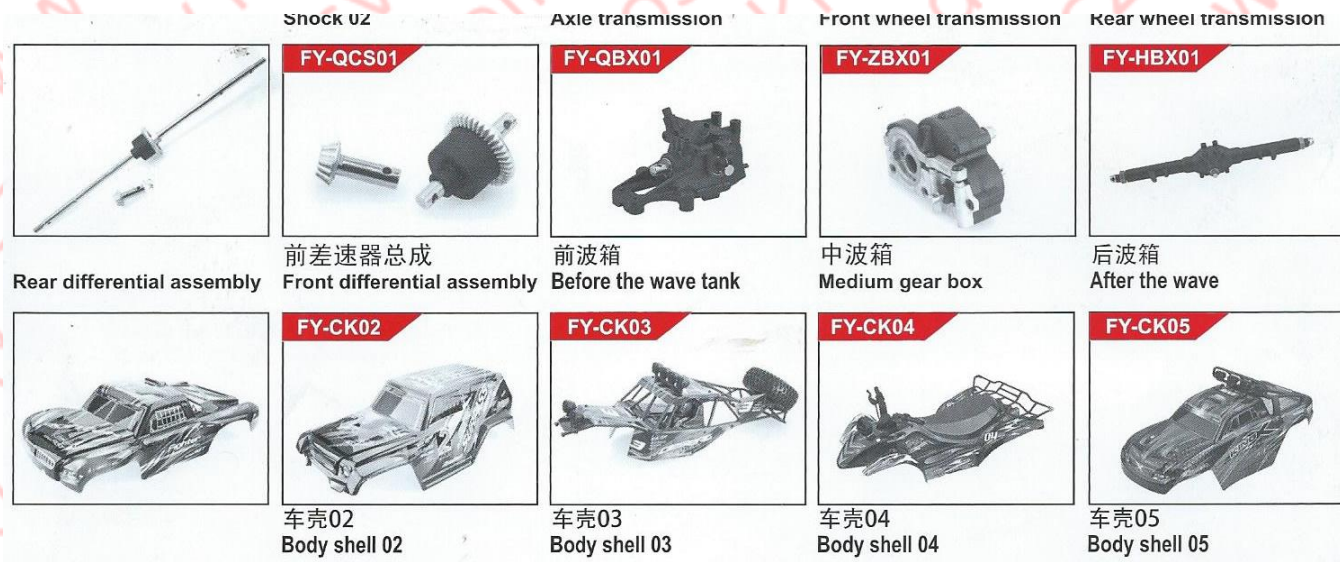 Shock 02
Axle transmission
Front wheel transmission
Rear wheel transmission
FY-QCS01
FY-QBX01
FY-ZBX01
FY-HBX01
前差速器总成
前波箱
中波箱
后波箱
Rear differential assembly
Front differential assembly
Before the wave tank
Medium gear box
After the wave
FY-CK02
FY-CK03
FY-CK04
FY-CK05
车壳02
车壳03
车壳04
车壳05
Body shell 02
Body shell 03
Body shell 04
Body shell 05